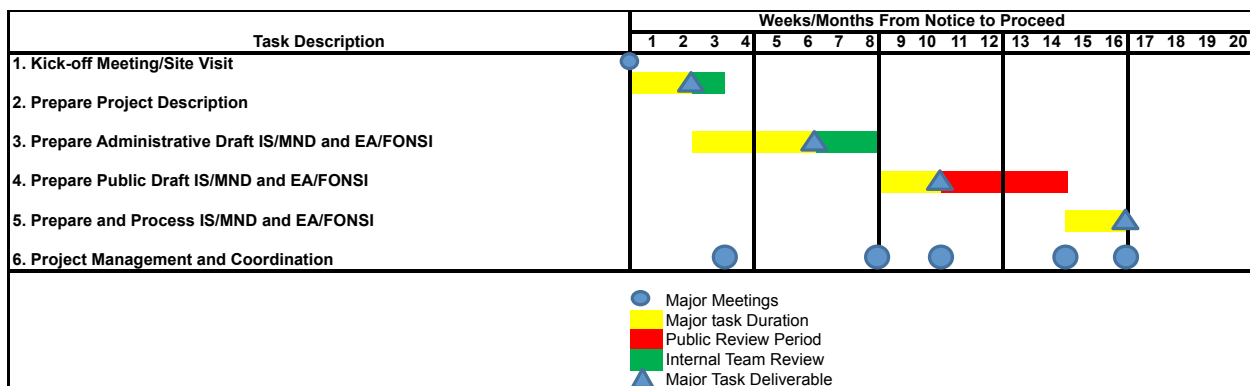 Weeks/Months From Notice to Proceed
Task Description 1 2 3 4 5 6 7 8 9 10 11 12 13 14 15 16 17 18 19 20
1. Kick-off Meeting/Site Visit
2. Prepare Project Description
3. Prepare Administrative Draft IS/MND and EA/FONSI
4. Prepare Public Draft IS/MND and EA/FONSI
5. Prepare and Process IS/MND and EA/FONSI
6. Project Management and Coordination
Major Meetings
Major task Duration
Public Review Period
Internal Team Review
Major Task Deliverable